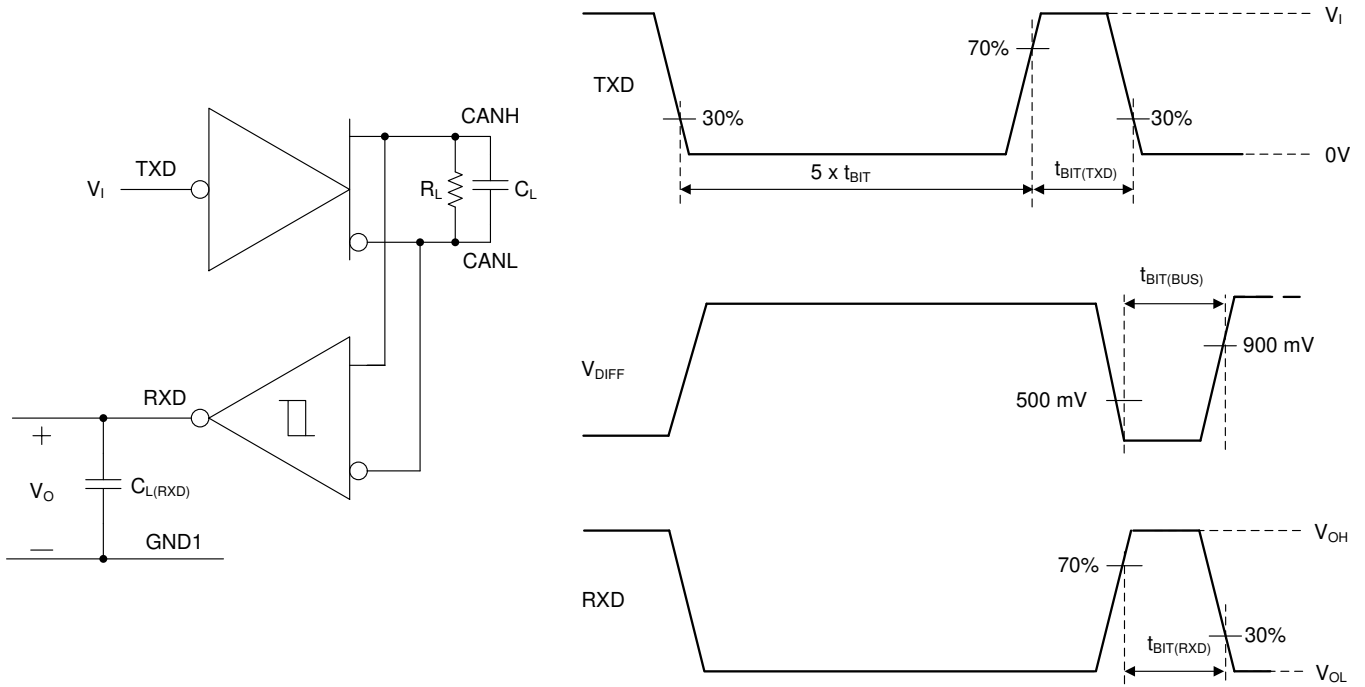 TXD
V_I
CANH
R_L
C_L
CANL
RXD
+
V_O
—
C_L(RXD)
GND1
TXD
30%
70%
30%
V_I
0V
5 x t_BIT
t_BIT(TXD)
V_DIFF
500 mV
t_BIT(BUS)
900 mV
RXD
70%
30%
t_BIT(RXD)
V_OH
V_OL